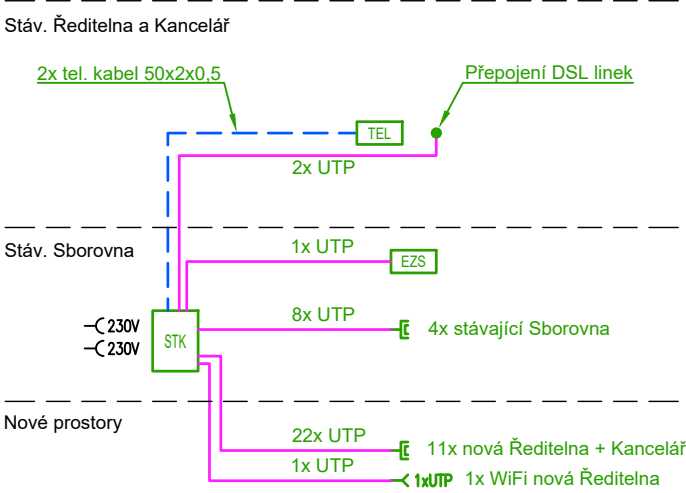 Stáv. Ředitelna a Kancelář
2x tel. kabel 50x2x0,5
Přepojení DSL linek
TEL
2x UTP
Stáv. Sborovna
1x UTP
EZS
230V
230V
STK
8x UTP
4x stávající Sborovna
Nové prostory
22x UTP
11x nová Ředitelna + Kancelář
1x UTP
1xUTP 1x WiFi nová Ředitelna